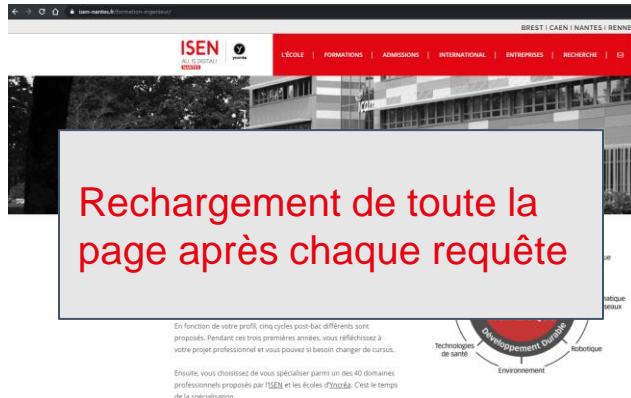 isen-nantes.fr/formation-ingenieur/
BREST | CAEN | NANTES | RENNE
ISEN
ALL IS DIGITAL!
NANTES
yncréa
L'ÉCOLE | FORMATIONS | ADMISSIONS | INTERNATIONAL | ENTREPRISES | RECHERCHE |
Rechargement de toute la
page après chaque requête
En fonction de votre profil, cinq cycles post-bac différents sont
proposés. Pendant ces trois premières années, vous réfléchissez à
votre projet professionnel et vous pouvez si besoin changer de cursus.
Ensuite, vous choisissez de vous spécialiser parmi un des 40 domaines
professionnels proposés par l'ISEN et les écoles d'Yncréa. C'est le temps
de la spécialisation.
ue
matique
seaux
Développement Durable
Technologies
de santé
Robotique
Environnement